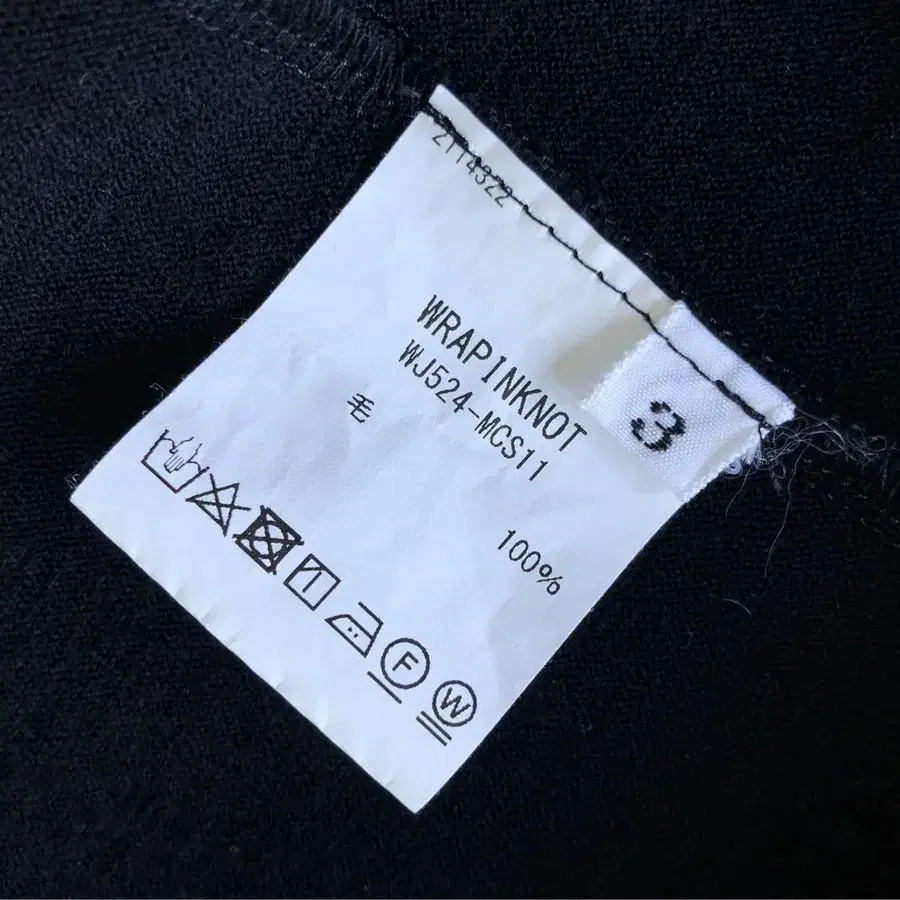 2114322
WRAPINKNOT
WJ524-MCS11
毛 100%
3
F
W